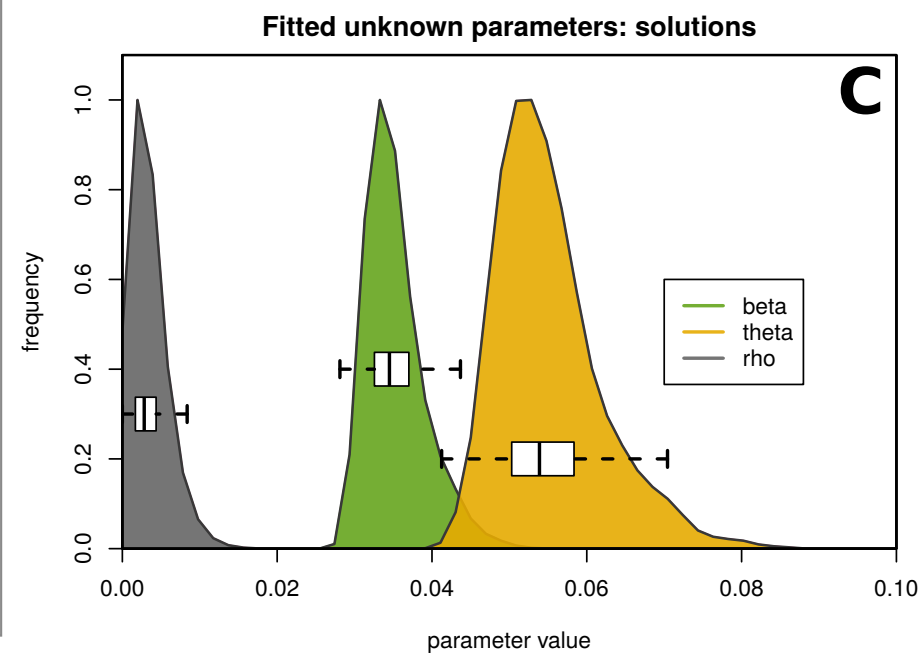 Fitted unknown parameters: solutions
C
frequency
1.0
0.8
0.6
0.4
0.2
0.0
beta
theta
rho
0.00 0.02 0.04 0.06 0.08 0.10
parameter value